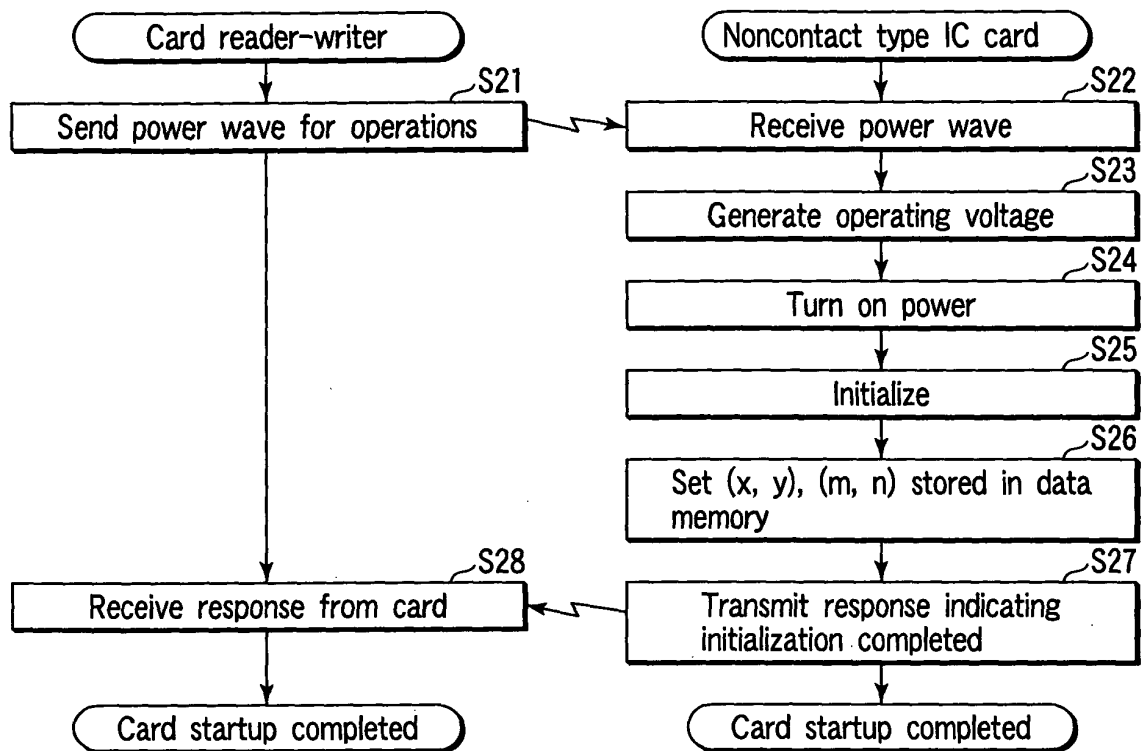 Card reader-writer
Noncontact type IC card
S21
Send power wave for operations
S22
Receive power wave
S23
Generate operating voltage
S24
Turn on power
S25
Initialize
S26
Set (x, y), (m, n) stored in data
memory
S28
Receive response from card
S27
Transmit response indicating
initialization completed
Card startup completed
Card startup completed